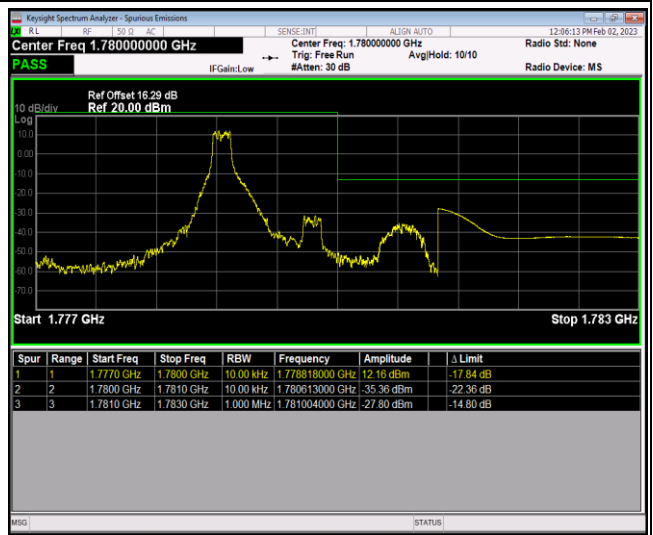 Keysight Spectrum Analyzer - Spurious Emissions
RL RF 50 Ω AC SENSE:INT ALIGN AUTO 12:06:13 PM Feb 02, 2023
Center Freq 1.780000000 GHz Center Freq: 1.780000000 GHz Radio Std: None
Trig: Free Run Avg|Hold: 10/10
PASS IFGain:Low #Atten: 30 dB Radio Device: MS
Ref Offset 16.29 dB
10 dB/div Ref 20.00 dBm
Log
10.0
0.00
-10.0
-20.0
-30.0
-40.0
-50.0
-60.0
-70.0
Start 1.777 GHz Stop 1.783 GHz
Spur Range Start Freq Stop Freq RBW Frequency Amplitude Δ Limit
1 1 1.7770 GHz 1.7800 GHz 10.00 kHz 1.778818000 GHz 12.16 dBm -17.84 dB
2 2 1.7800 GHz 1.7810 GHz 10.00 kHz 1.780613000 GHz -35.36 dBm -22.36 dB
3 3 1.7810 GHz 1.7830 GHz 1.000 MHz 1.781004000 GHz -27.80 dBm -14.80 dB
MSG STATUS